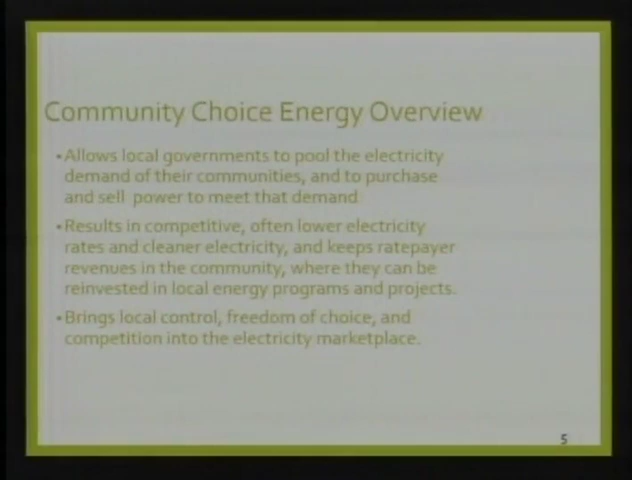 Community Choice Energy Overview
▪Allows local governments to pool the electricity
demand of their communities, and to purchase
and sell power to meet that demand
▪Results in competitive, often lower electricity
rates and cleaner electricity, and keeps ratepayer
revenues in the community, where they can be
reinvested in local energy programs and projects.
▪Brings local control, freedom of choice, and
competition into the electricity marketplace.
5